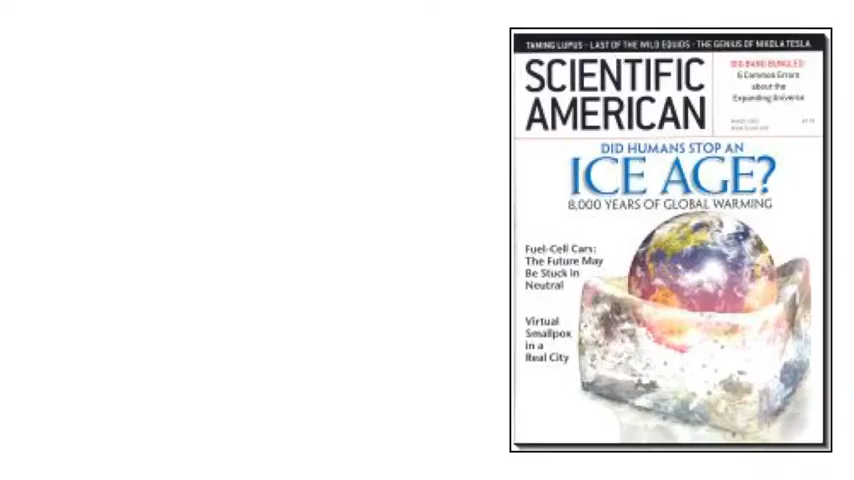 TAMING LUPUS • LAST OF THE WILD EQUIDS • THE GENIUS OF NIKOLA TESLA
SCIENTIFIC
AMERICAN
BIG BANG BUNGLED:
6 Common Errors
about the
Expanding Universe
DID HUMANS STOP AN
ICE AGE?
8,000 YEARS OF GLOBAL WARMING
Fuel-Cell Cars:
The Future May
Be Stuck in
Neutral
Virtual
Smallpox
in a
Real City